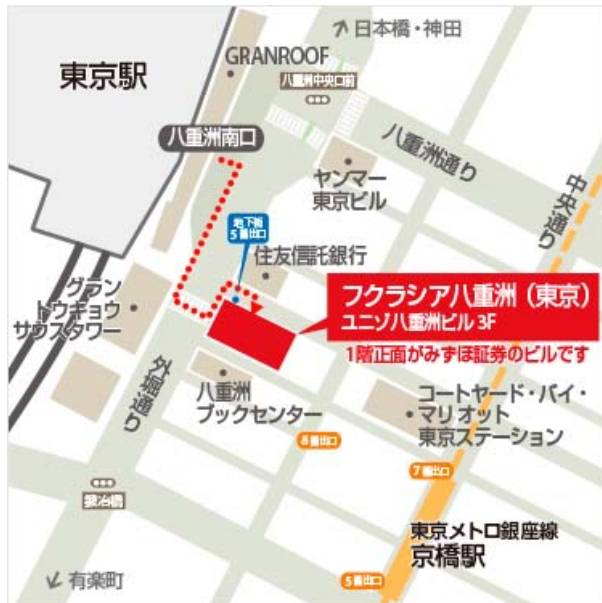 日本橋・神田
GRANROOF
東京駅
八重洲中央口前
八重洲南口
八重洲通り
ヤンマー
東京ビル
中央通り
地下街
5番出口
住友信託銀行
グラン
トウキョウ
サウスタワー
フクラシア八重洲（東京）
ユニゾ八重洲ビル 3F
1階正面がみずほ証券のビルです
外堀通り
八重洲
ブックセンター
コートヤード・バイ・
マリオット
東京ステーション
8番出口
7番出口
鍛冶橋
東京メトロ銀座線
京橋駅
有楽町
5番出口